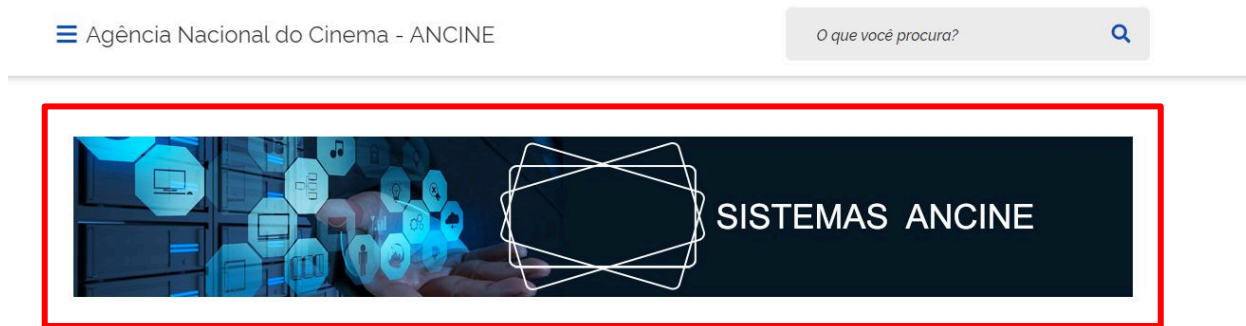 Agência Nacional do Cinema - ANCINE
O que você procura?
SISTEMAS ANCINE